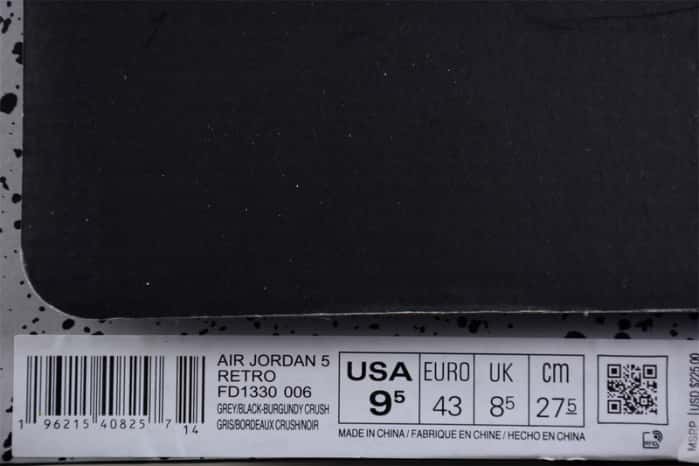 AIR JORDAN 5
RETRO
FD1330 006
GREY/BLACK-BURGUNDY CRUSH
GRIS/BORDEAUX CRUSH/NOIR
1 96215 40825 7 14
USA EURO UK cm
9⁵ 43 8⁵ 27⁵
MADE IN CHINA / FABRIQUE EN CHINE / HECHO EN CHINA
MSRP USD $225.00